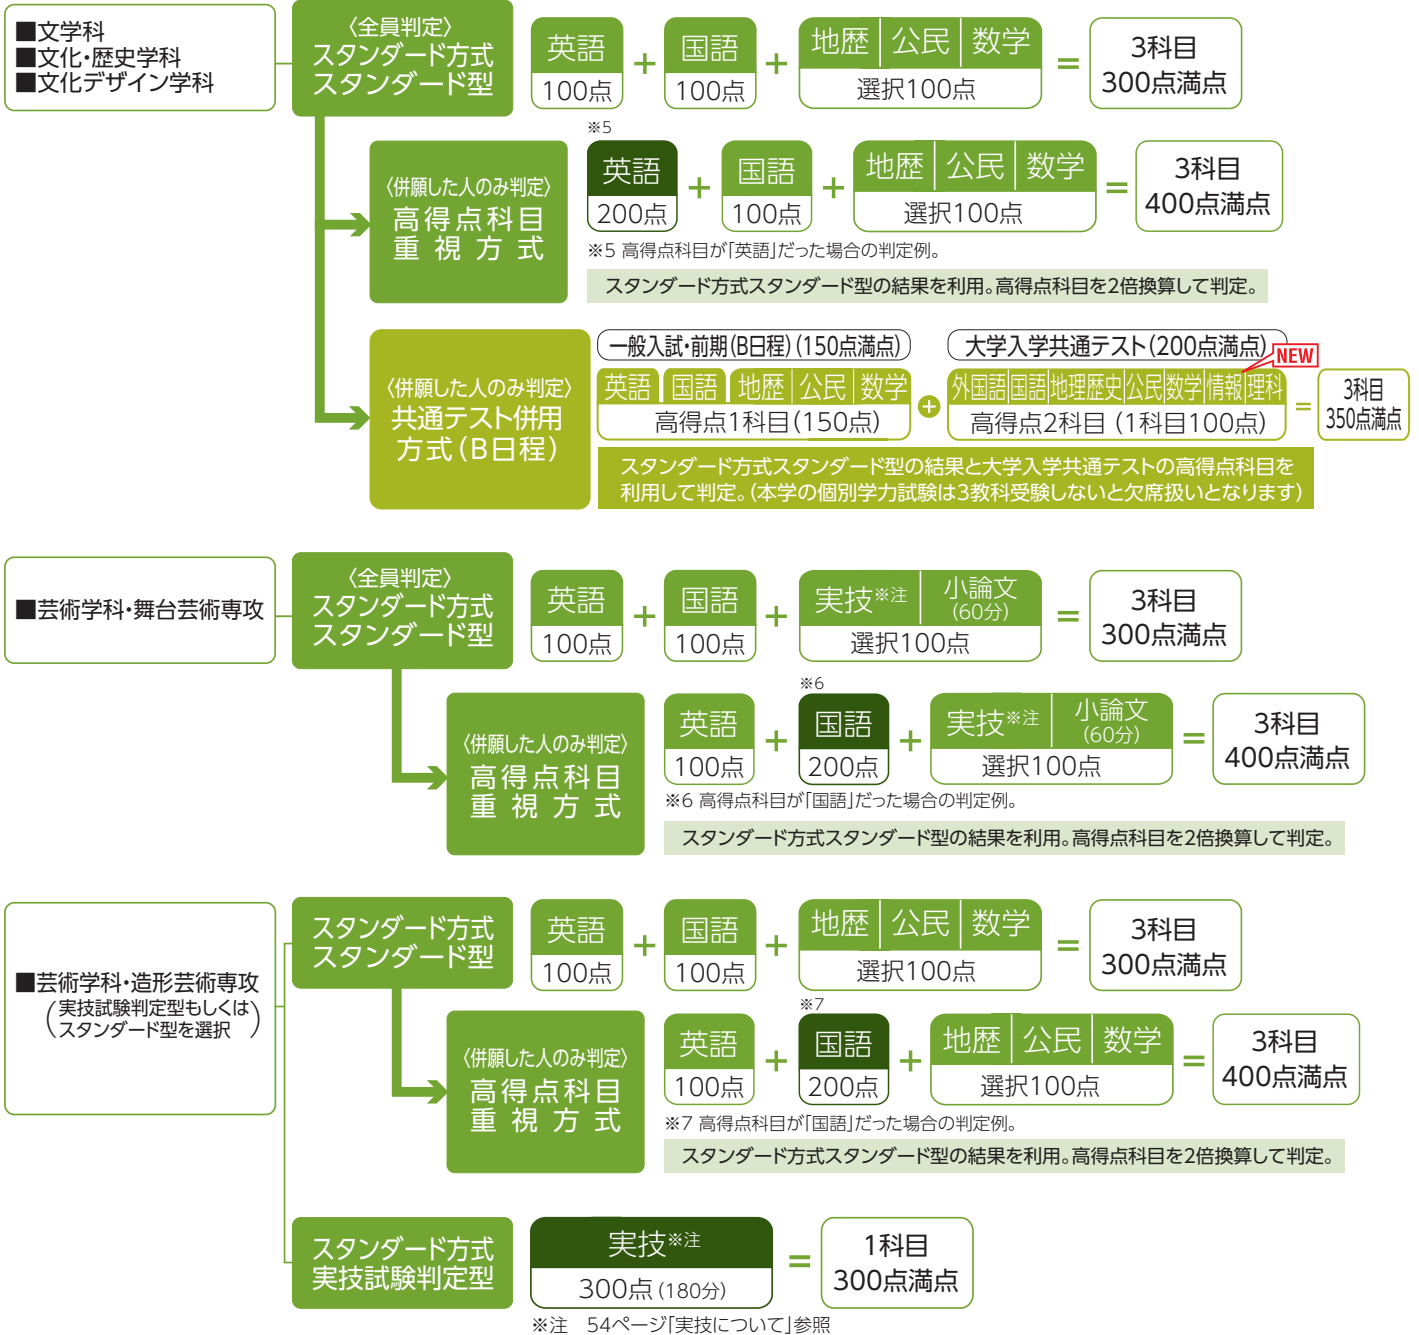 ■文学科
■文化・歴史学科
■文化デザイン学科
〈全員判定〉
スタンダード方式
スタンダード型
英語
100点
+
国語
100点
+
地歴 公民 数学
選択100点
=
3科目
300点満点
〈併願した人のみ判定〉
高得点科目
重視方式
※5
英語
200点
+
国語
100点
+
地歴 公民 数学
選択100点
=
3科目
400点満点
※5 高得点科目が「英語」だった場合の判定例。
スタンダード方式スタンダード型の結果を利用。高得点科目を2倍換算して判定。
〈併願した人のみ判定〉
共通テスト併用
方式(B日程)
一般入試・前期(B日程)(150点満点)
英語 国語 地歴 公民 数学
高得点1科目(150点)
+
大学入学共通テスト(200点満点)
NEW
外国語 国語 地理歴史 公民 数学 情報 理科
高得点2科目 (1科目100点)
=
3科目
350点満点
スタンダード方式スタンダード型の結果と大学入学共通テストの高得点科目を
利用して判定。(本学の個別学力試験は3教科受験しないと欠席扱いとなります)
■芸術学科・舞台芸術専攻
〈全員判定〉
スタンダード方式
スタンダード型
英語
100点
+
国語
100点
+
実技※注 小論文
(60分)
選択100点
=
3科目
300点満点
〈併願した人のみ判定〉
高得点科目
重視方式
英語
100点
+
※6
国語
200点
+
実技※注 小論文
(60分)
選択100点
=
3科目
400点満点
※6 高得点科目が「国語」だった場合の判定例。
スタンダード方式スタンダード型の結果を利用。高得点科目を2倍換算して判定。
■芸術学科・造形芸術専攻
(実技試験判定型もしくは
スタンダード型を選択)
スタンダード方式
スタンダード型
英語
100点
+
国語
100点
+
地歴 公民 数学
選択100点
=
3科目
300点満点
〈併願した人のみ判定〉
高得点科目
重視方式
英語
100点
+
※7
国語
200点
+
地歴 公民 数学
選択100点
=
3科目
400点満点
※7 高得点科目が「国語」だった場合の判定例。
スタンダード方式スタンダード型の結果を利用。高得点科目を2倍換算して判定。
スタンダード方式
実技試験判定型
実技※注
300点(180分)
=
1科目
300点満点
※注 54ページ「実技について」参照